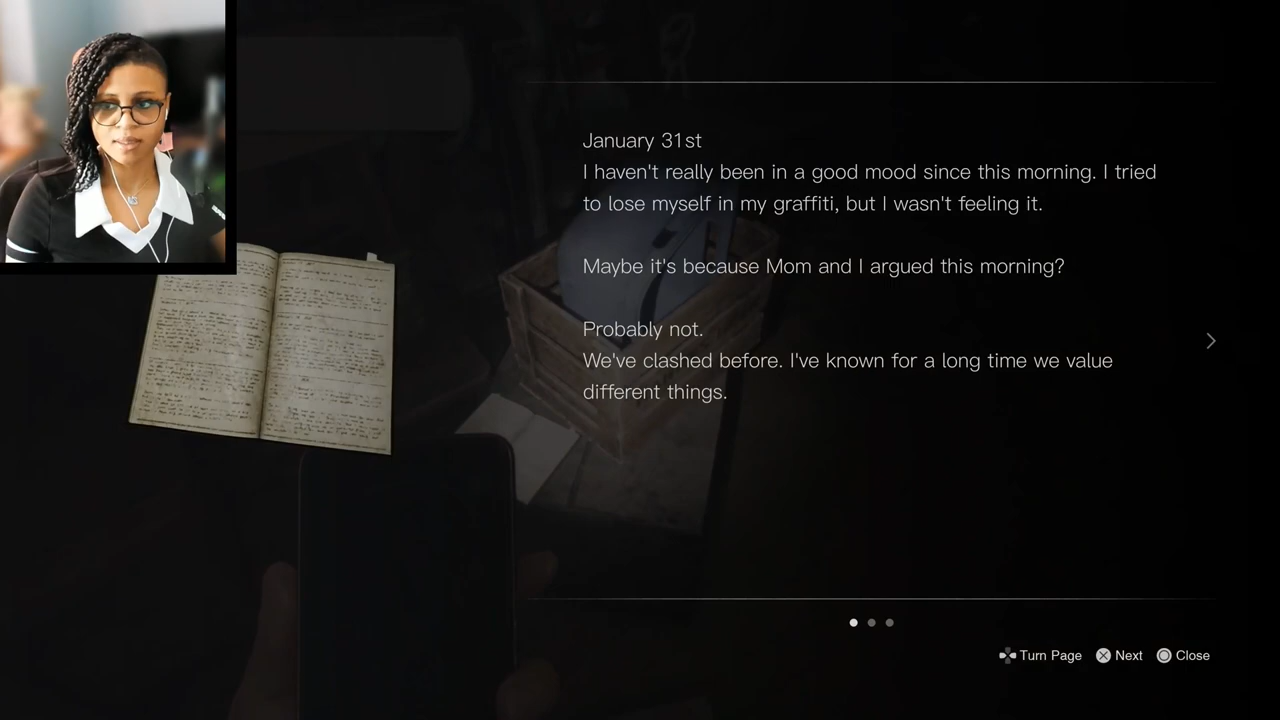 January 31st
I haven't really been in a good mood since this morning. I tried
to lose myself in my graffiti, but I wasn't feeling it.
Maybe it's because Mom and I argued this morning?
Probably not.
We've clashed before. I've known for a long time we value
different things.
Turn Page Next Close